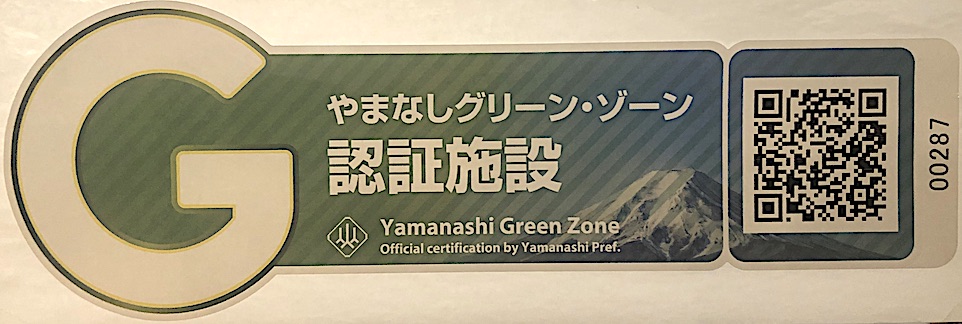 G
やまなしグリーン・ゾーン
認証施設
Yamanashi Green Zone
Official certification by Yamanashi Pref.
00287